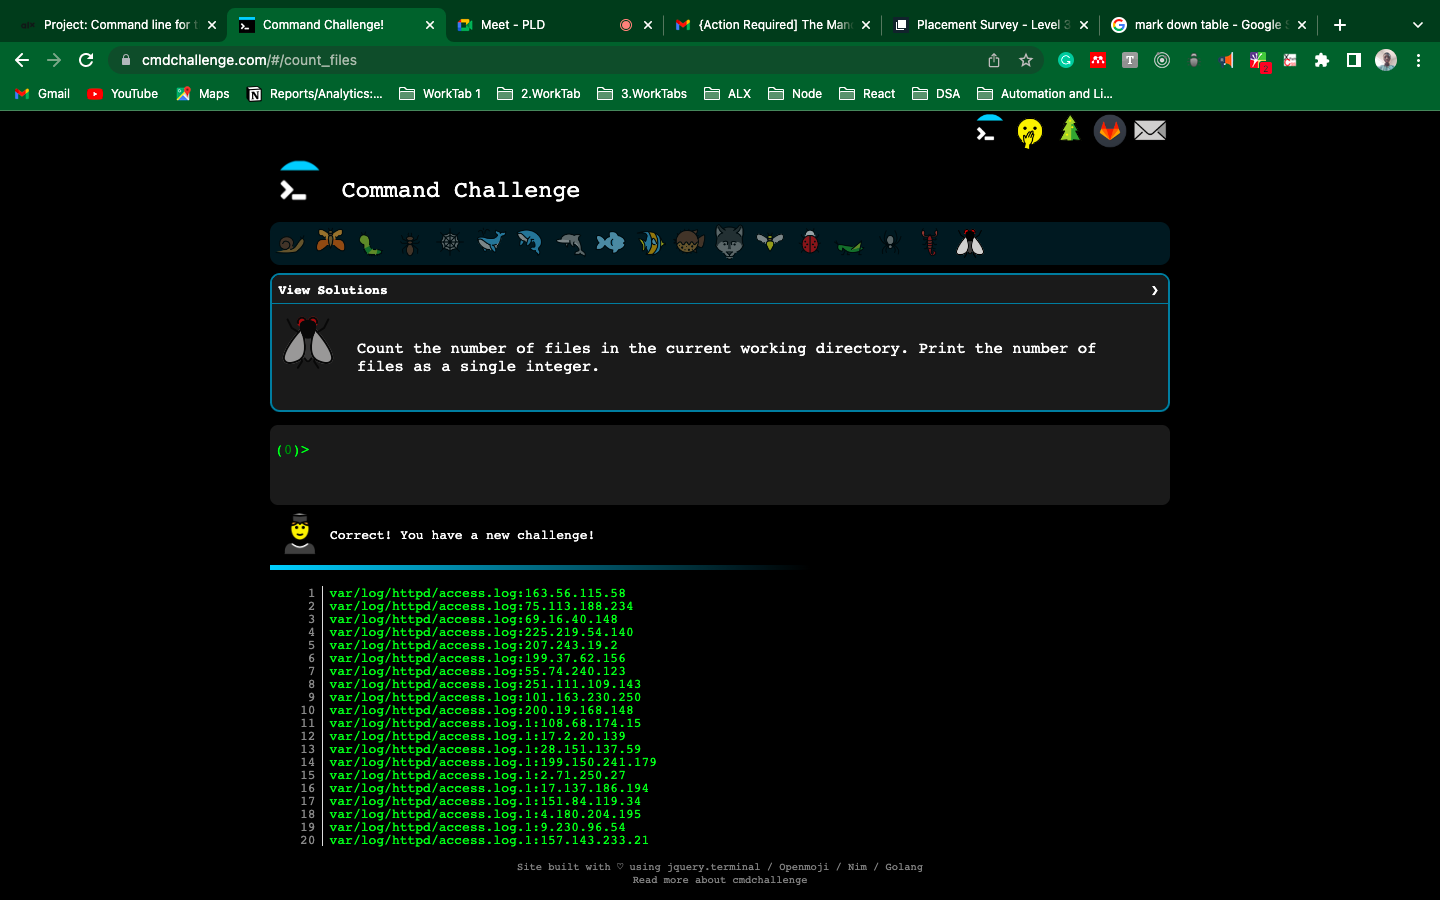 Project: Command line for t
Command Challenge!
Meet - PLD
{Action Required] The Man
Placement Survey - Level 3
mark down table - Google S
cmdchallenge.com/#/count_files
Gmail
YouTube
Maps
Reports/Analytics:...
WorkTab 1
2.WorkTab
3.WorkTabs
ALX
Node
React
DSA
Automation and Li...
Command Challenge
View Solutions
Count the number of files in the current working directory. Print the number of
files as a single integer.
(0)>
Correct! You have a new challenge!
1 var/log/httpd/access.log:163.56.115.58
2 var/log/httpd/access.log:75.113.188.234
3 var/log/httpd/access.log:69.16.40.148
4 var/log/httpd/access.log:225.219.54.140
5 var/log/httpd/access.log:207.243.19.2
6 var/log/httpd/access.log:199.37.62.156
7 var/log/httpd/access.log:55.74.240.123
8 var/log/httpd/access.log:251.111.109.143
9 var/log/httpd/access.log:101.163.230.250
10 var/log/httpd/access.log:200.19.168.148
11 var/log/httpd/access.log.1:108.68.174.15
12 var/log/httpd/access.log.1:17.2.20.139
13 var/log/httpd/access.log.1:28.151.137.59
14 var/log/httpd/access.log.1:199.150.241.179
15 var/log/httpd/access.log.1:2.71.250.27
16 var/log/httpd/access.log.1:17.137.186.194
17 var/log/httpd/access.log.1:151.84.119.34
18 var/log/httpd/access.log.1:4.180.204.195
19 var/log/httpd/access.log.1:9.230.96.54
20 var/log/httpd/access.log.1:157.143.233.21
Site built with ♡ using jquery.terminal / Openmoji / Nim / Golang
Read more about cmdchallenge